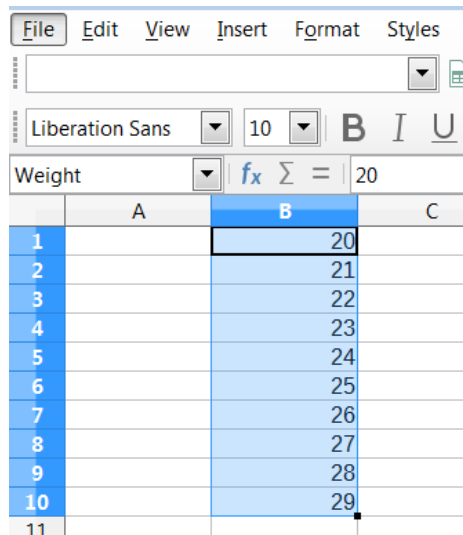 File Edit View Insert Format Styles
Liberation Sans 10 B I U
Weight fx Σ = 20
A B C
1 20
2 21
3 22
4 23
5 24
6 25
7 26
8 27
9 28
10 29
11